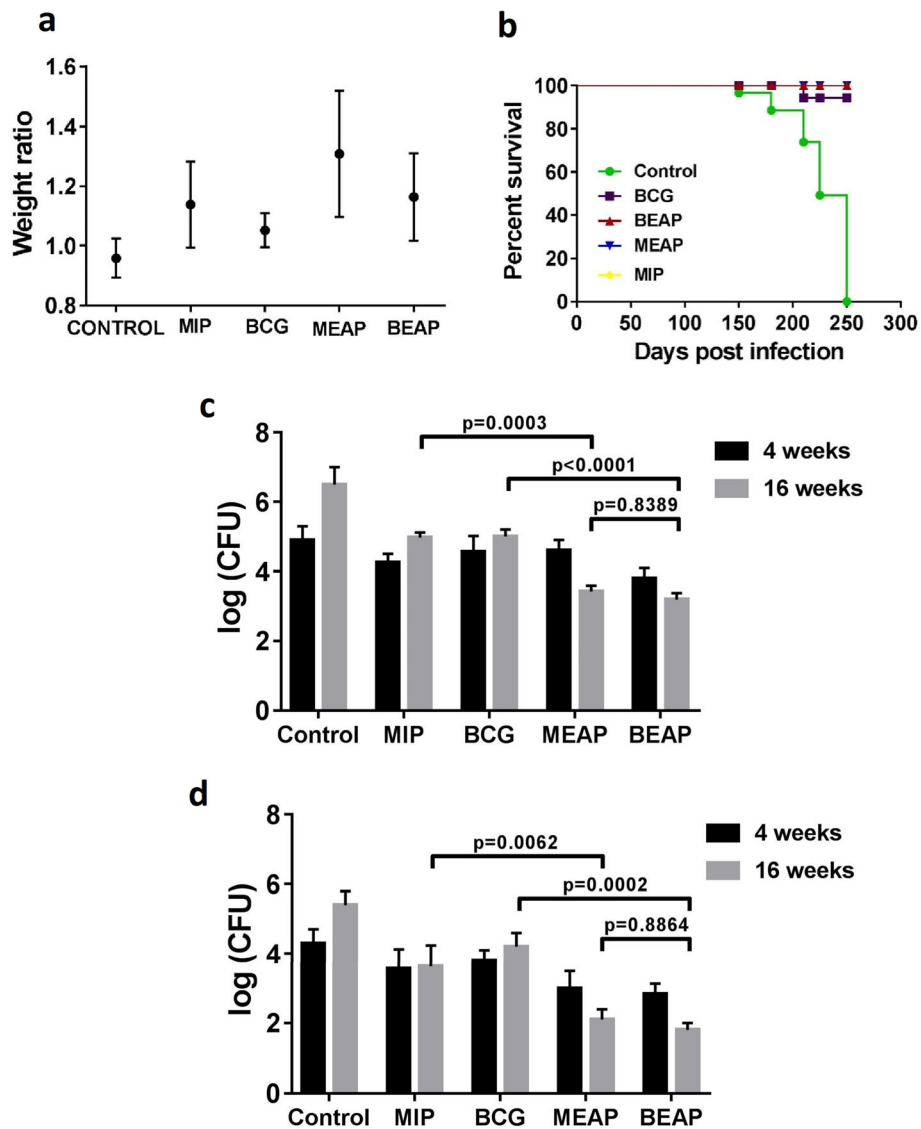 a
1.6
1.4
1.2
1.0
0.8
Weight ratio
CONTROL MIP BCG MEAP BEAP
b
100
80
60
40
20
0
Percent survival
Control
BCG
BEAP
MEAP
MIP
0 50 100 150 200 250 300
Days post infection
c
8
6
4
2
0
log (CFU)
p=0.0003
p<0.0001
p=0.8389
4 weeks
16 weeks
Control MIP BCG MEAP BEAP
d
8
6
4
2
0
log (CFU)
p=0.0062
p=0.0002
p=0.8864
4 weeks
16 weeks
Control MIP BCG MEAP BEAP